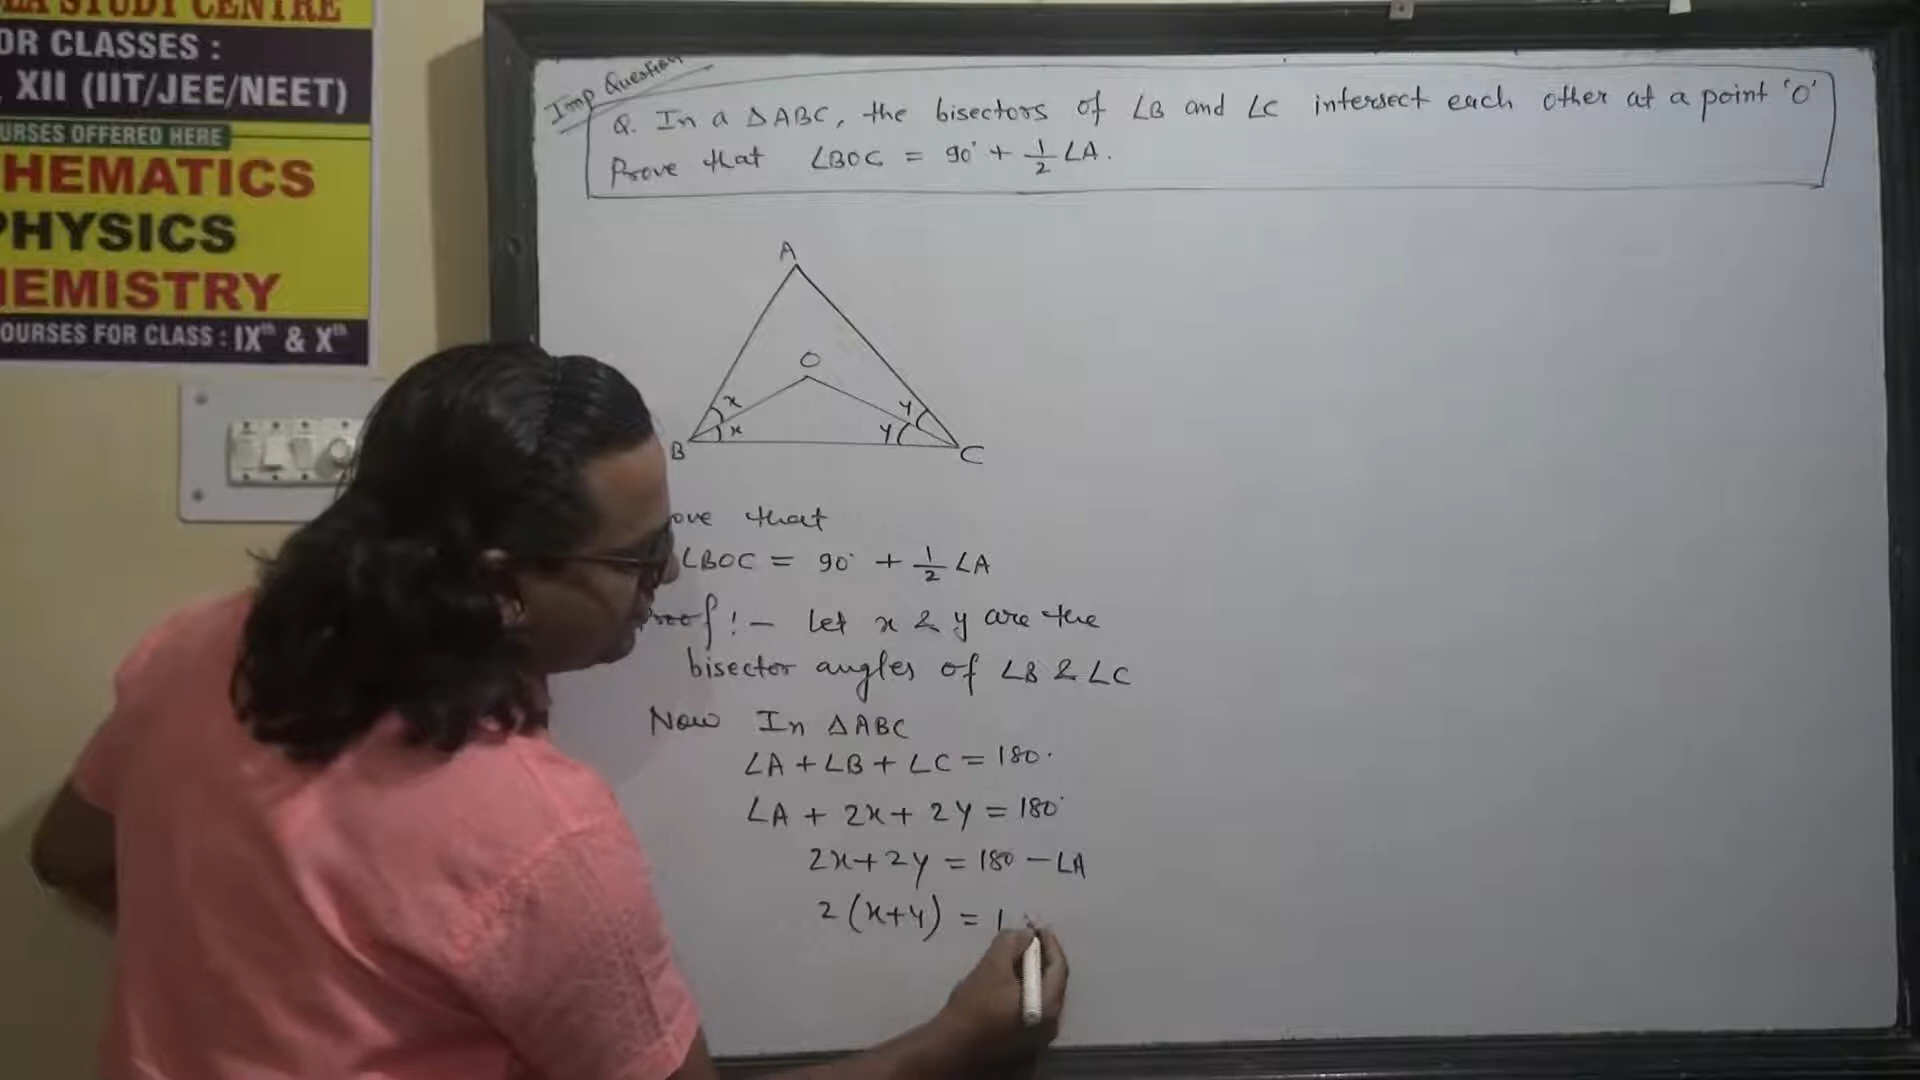 STUDY CENTRE
OR CLASSES :
XII (IIT/JEE/NEET)
URSES OFFERED HERE
HEMATICS
PHYSICS
HEMISTRY
OURSES FOR CLASS : IXth & Xth
Imp Question
Q. In a △ABC, the bisectors of ∠B and ∠C intersect each other at a point 'O'
Prove that ∠BOC = 90° + 1/2 ∠A.
A
O
x
y
x
y
B
C
ove that
∠BOC = 90° + 1/2 ∠A
Proof :- Let x & y are the
bisector angles of ∠B & ∠C
Now In △ABC
∠A + ∠B + ∠C = 180°
∠A + 2x + 2y = 180°
2x + 2y = 180 - ∠A
2(x+y) = 1